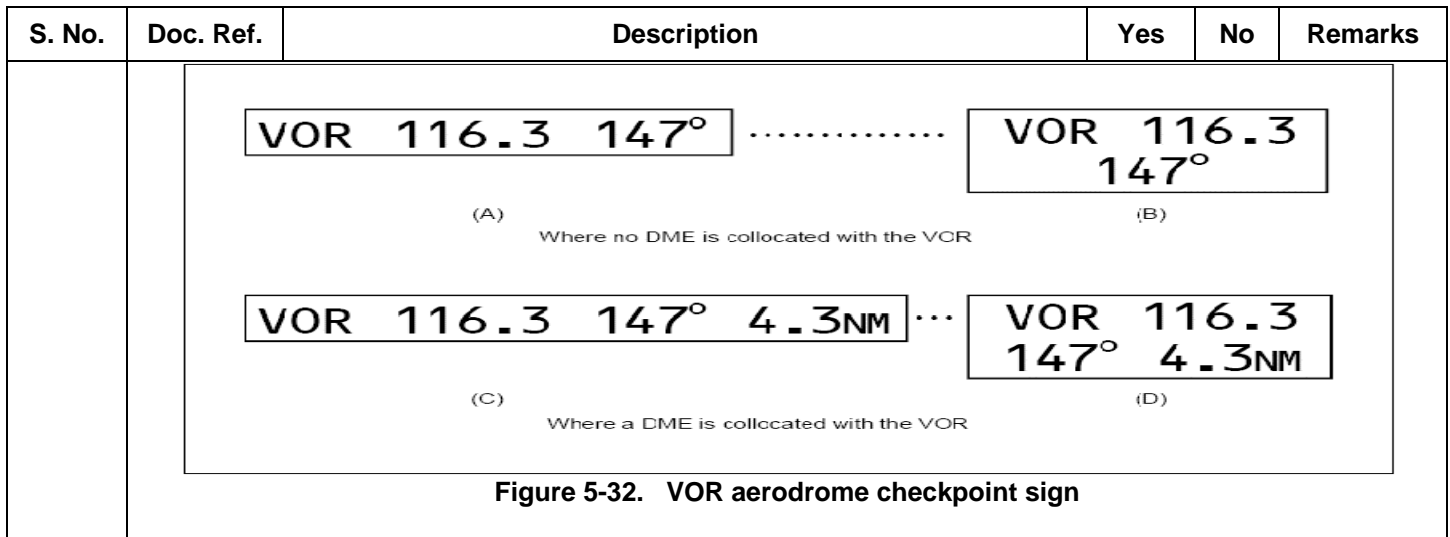 S. No. Doc. Ref. Description Yes No Remarks
VOR 116.3 147° .............. VOR 116.3
147°
(A) (B)
Where no DME is collocated with the VOR
VOR 116.3 147° 4.3NM ... VOR 116.3
147° 4.3NM
(C) (D)
Where a DME is collocated with the VOR
Figure 5-32. VOR aerodrome checkpoint sign